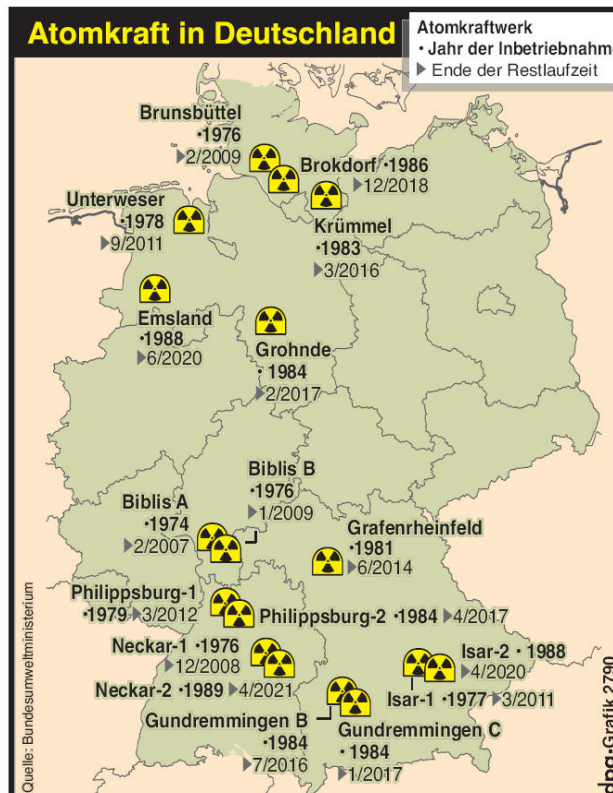 Atomkraft in Deutschland
Atomkraftwerk
• Jahr der Inbetriebnahm
▶ Ende der Restlaufzeit
Brunsbüttel
•1976
▶2/2009
Brokdorf •1986
▶12/2018
Unterweser
•1978
▶9/2011
Krümmel
•1983
▶3/2016
Emsland
•1988
▶6/2020
Grohnde
• 1984
▶2/2017
Biblis B
•1976
▶1/2009
Biblis A
•1974
▶2/2007
Grafenrheinfeld
•1981
▶6/2014
Philippsburg-1
•1979 ▶3/2012
Philippsburg-2 •1984 ▶4/2017
Neckar-1 •1976
▶12/2008
Neckar-2 •1989 ▶4/2021
Isar-2 •1988
▶4/2020
Isar-1 •1977 ▶3/2011
Gundremmingen B
•1984
▶7/2016
Gundremmingen C
•1984
▶1/2017
Quelle: Bundesumweltministerium
dpa•Grafik 2790